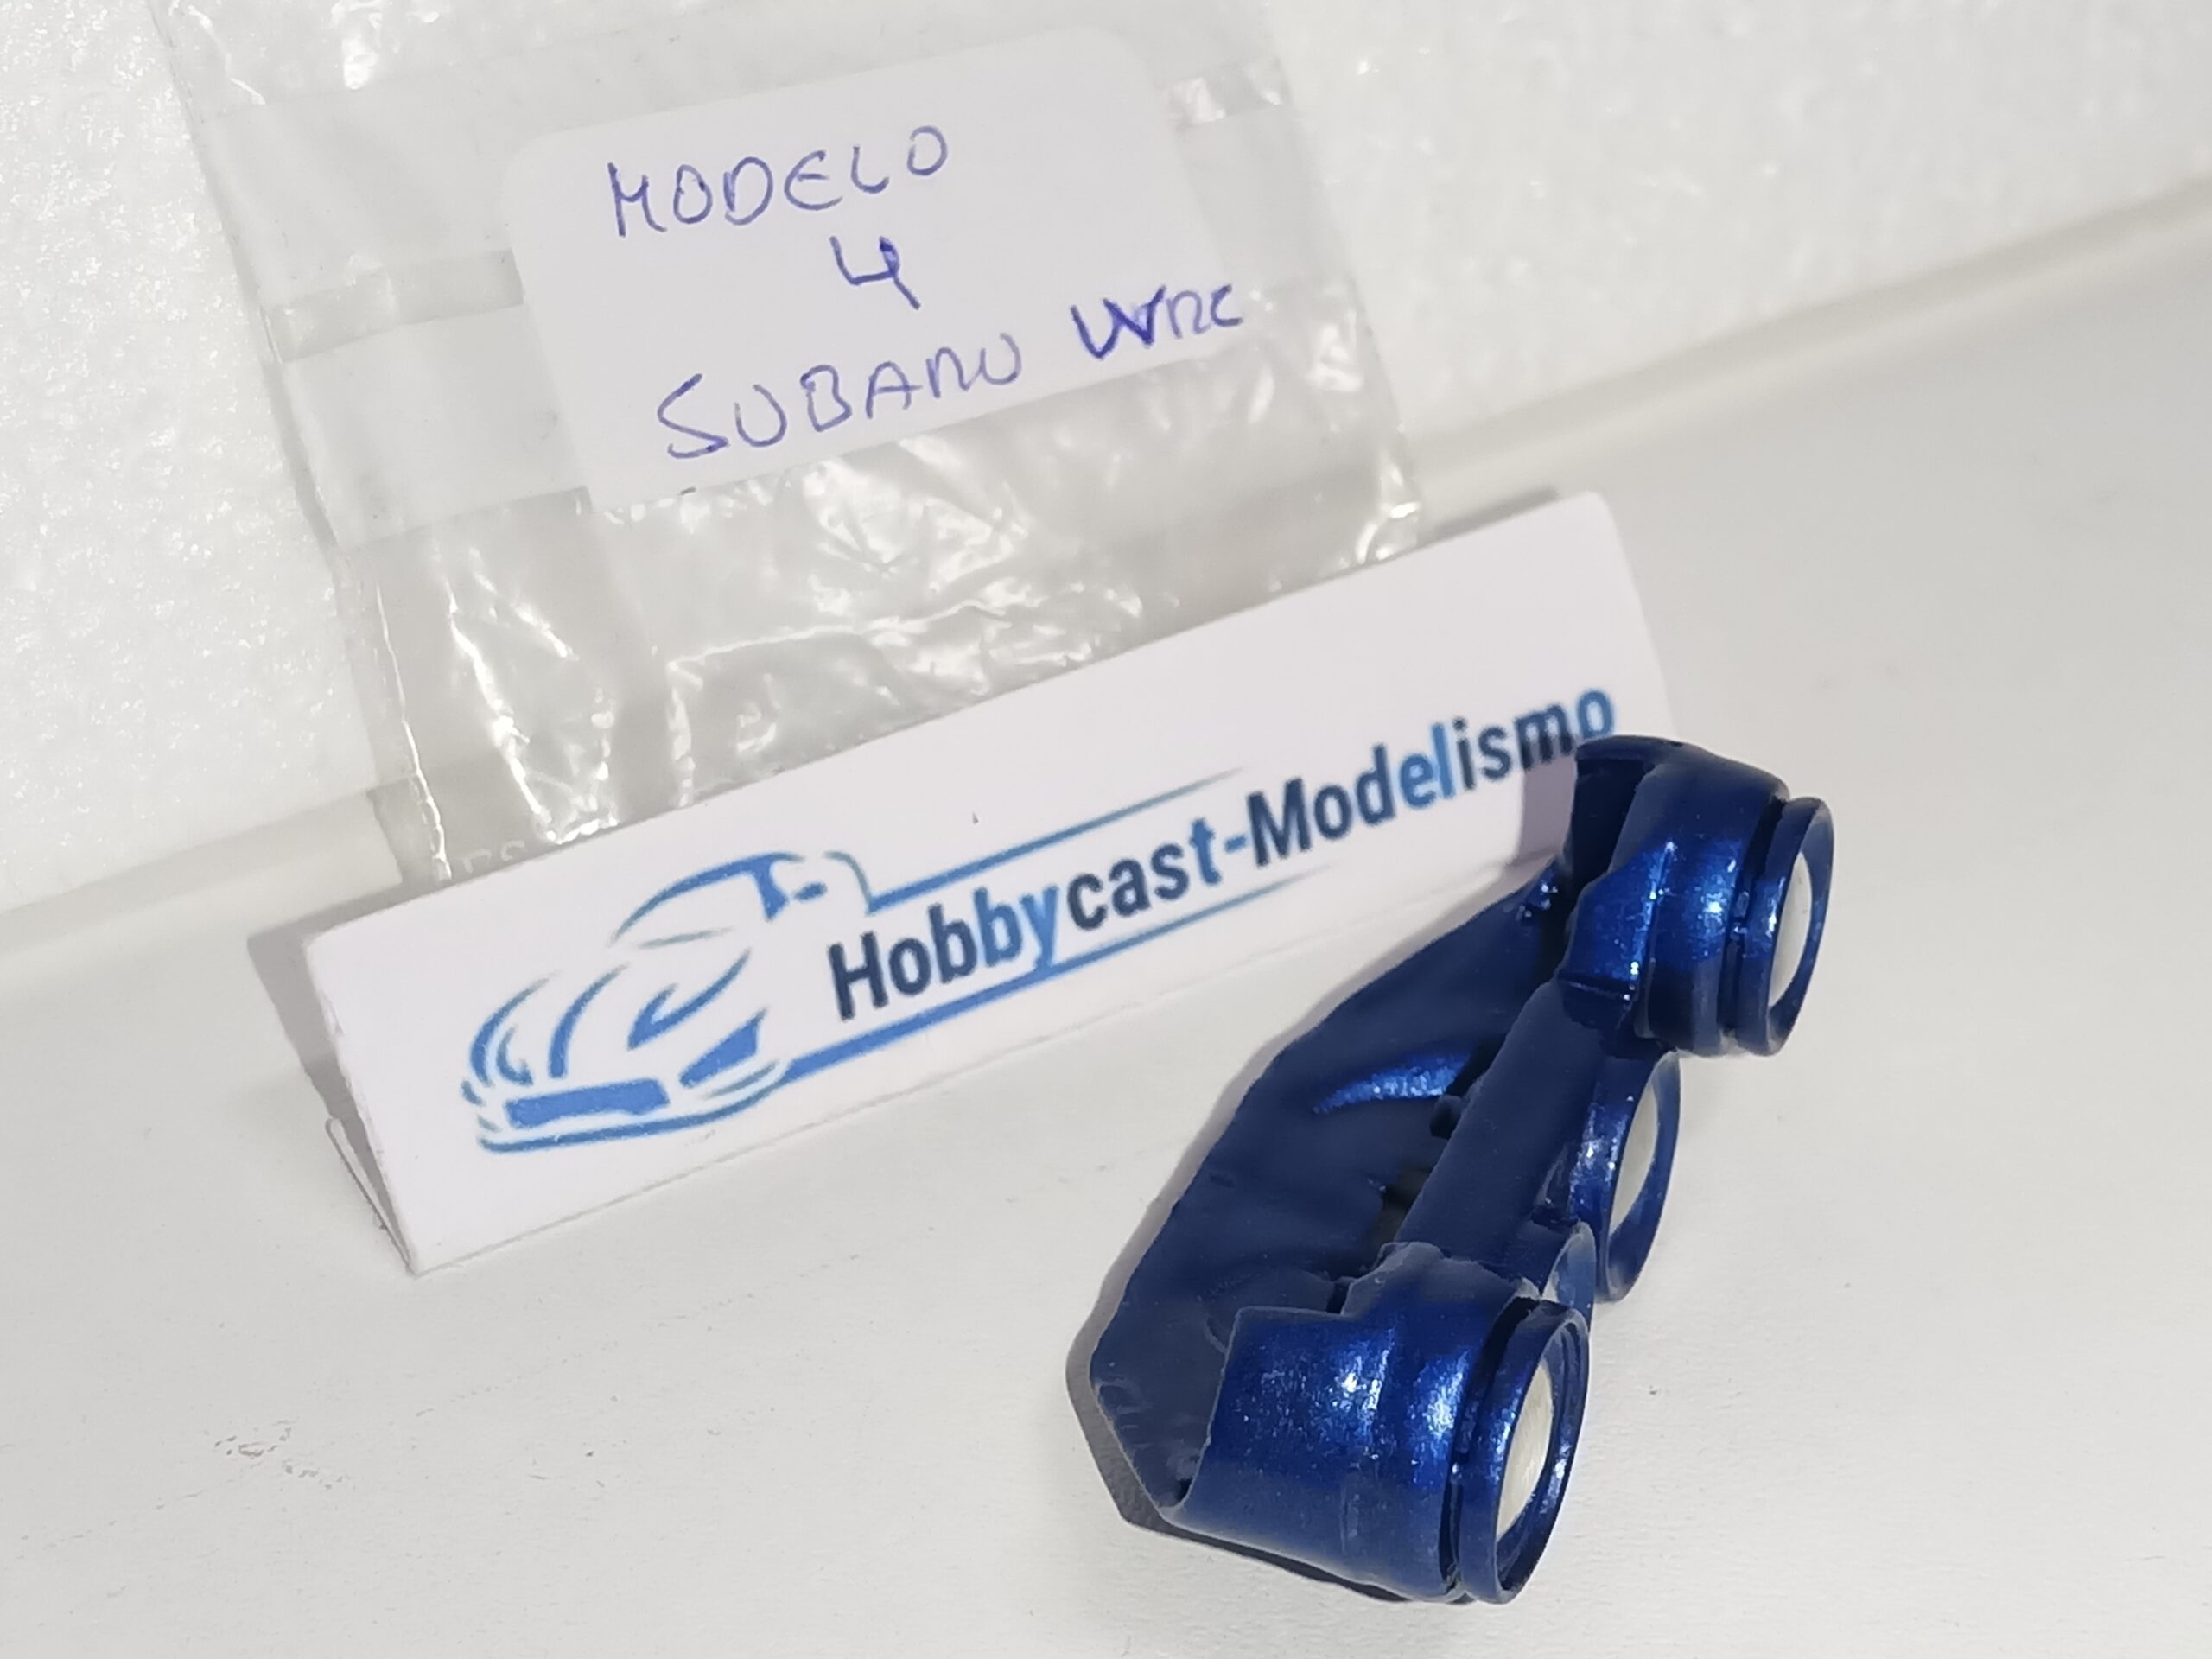 MODELO
4
SUBARU WRC
Hobbycast-Modelismo